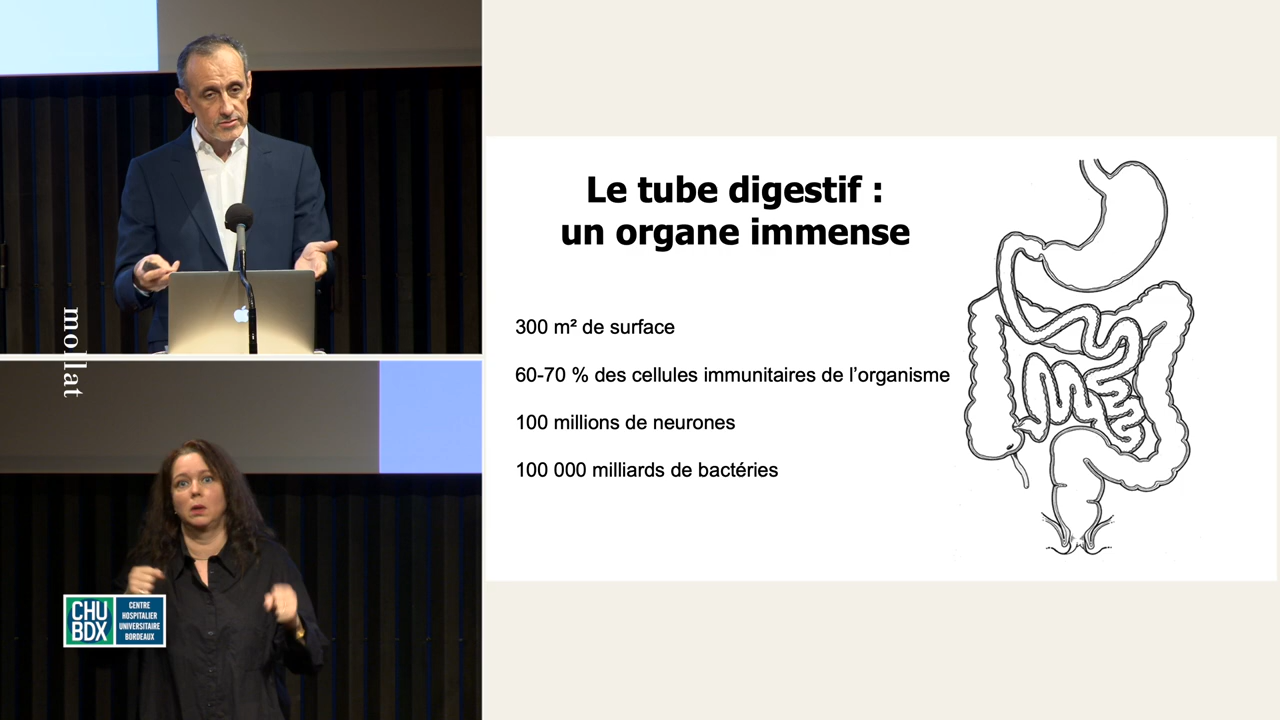 Le tube digestif :
un organe immense
300 m² de surface
60-70 % des cellules immunitaires de l’organisme
100 millions de neurones
100 000 milliards de bactéries
mollat
CHU
BDX
CENTRE
HOSPITALIER
UNIVERSITAIRE
BORDEAUX